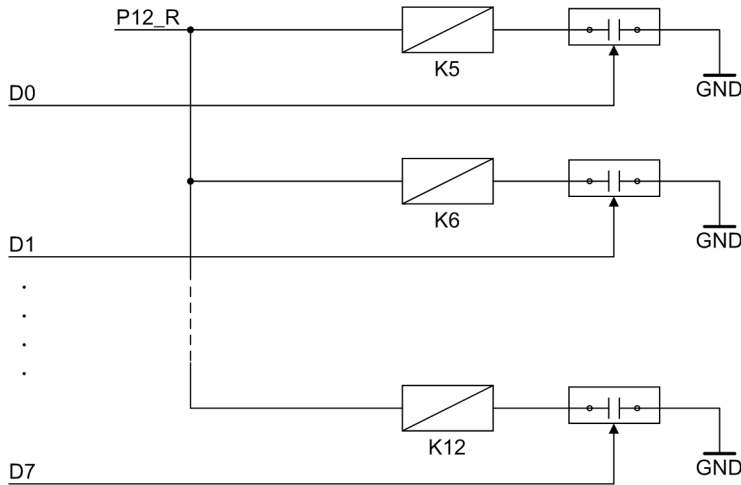 P12_R
K5
GND
D0
K6
GND
D1
K12
GND
D7